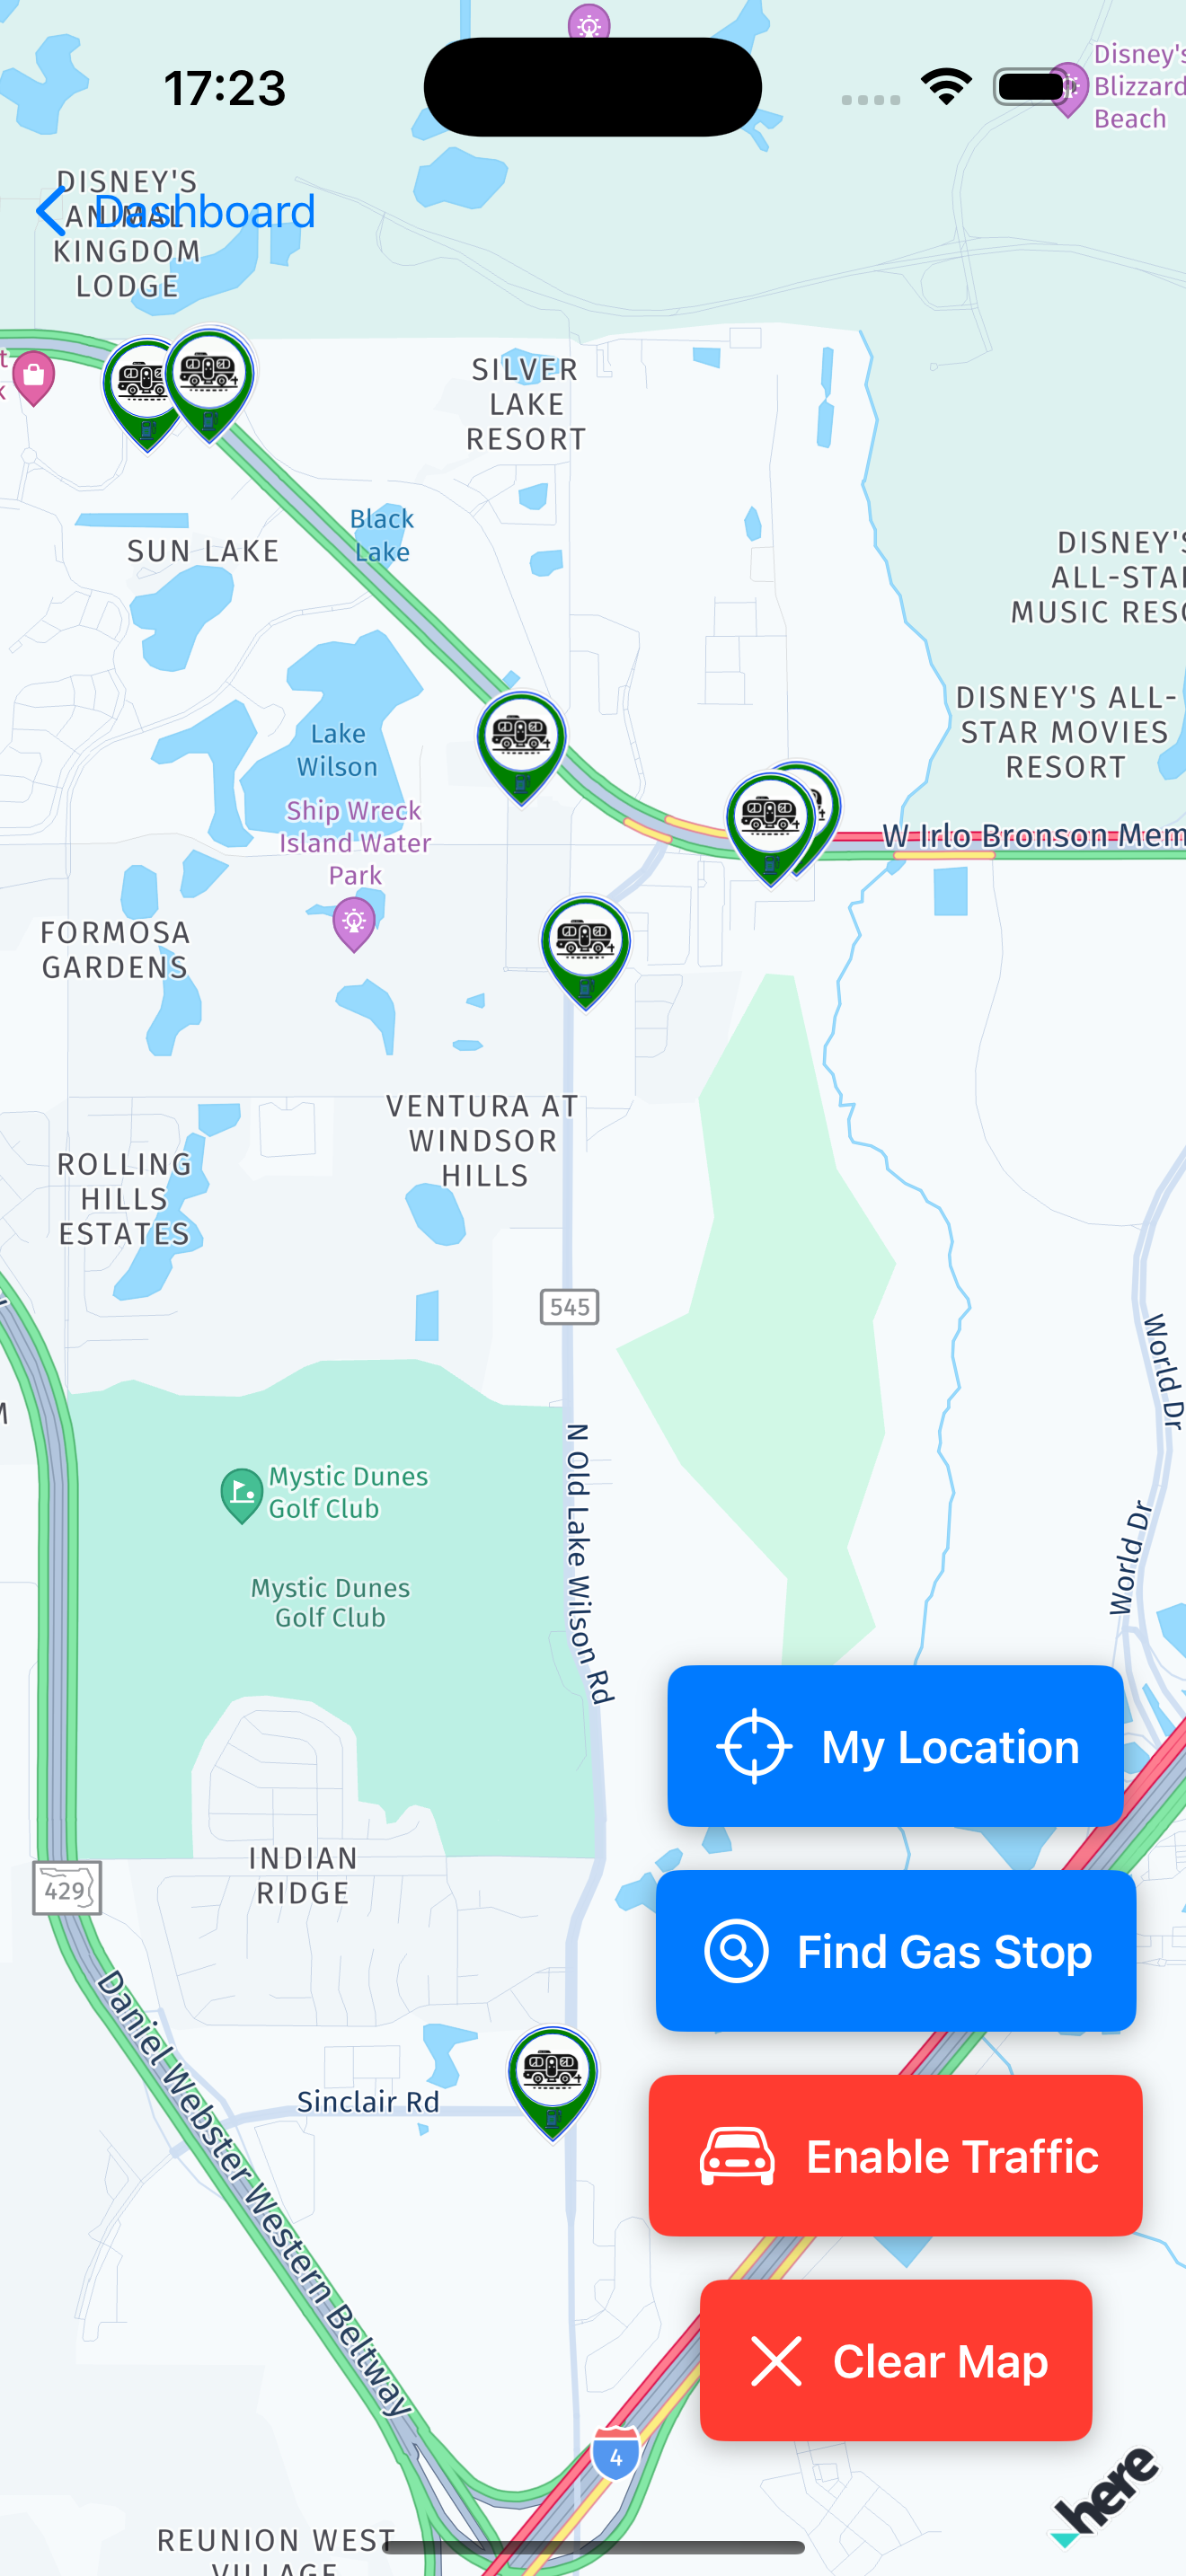 17:23
Disney's
Blizzard
Beach
DISNEY'S
ANIMAL
KINGDOM
LODGE
Dashboard
SILVER
LAKE
RESORT
Black
Lake
SUN LAKE
DISNEY'S
MUSIC
DISNEY'S ALL-
STAR MOVIES
RESORT
Lake
Wilson
Ship Wreck
Island Water
Park
W Irlo Bronson
FORMOSA
GARDENS
VENTURA AT
WINDSOR
HILLS
ROLLING
HILLS
ESTATES
545
World Dr
N Old Lake Wilson Rd
Mystic Dunes
Golf Club
World Dr
Mystic Dunes
Golf Club
My Location
INDIAN
RIDGE
429
Find Gas Stop
Daniel Webster Western Beltway
Sinclair Rd
Enable Traffic
Clear Map
4
here
REUNION WEST
VILLAGE